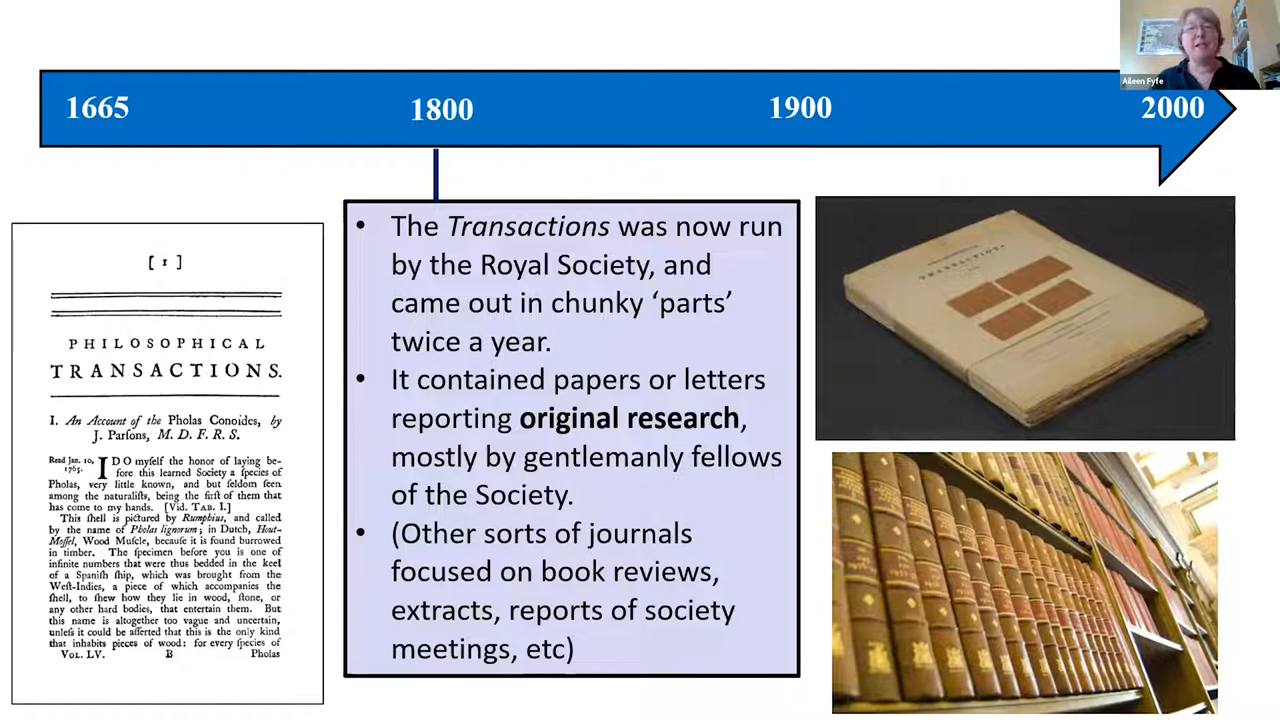 Aileen Fyfe
1665
1800
1900
2000
[ 1 ]
PHILOSOPHICAL
TRANSACTIONS.
I. An Account of the Pholas Conoides, by
J. Parſons, M. D. F. R. S.
Read Jan. 10,
1765.
I DO myſelf the honor of laying be-
fore this learned Society a ſpecies of
Pholas, very little known, and but ſeldom ſeen
among the naturaliſts, being the firſt of them that
has come to my hands. [Vid. TAB. I.]
This ſhell is pictured by Rumphius, and called
by the name of Pholas lignorum; in Dutch, Hout-
Moſſel, Wood Muſcle, becauſe it is found burrowed
in timber. The ſpecimen before you is one of
infinite numbers that were thus bedded in the keel
of a Spaniſh ſhip, which was brought from the
Weſt-Indies, a piece of which accompanies the
ſhell, to ſhew how they lie in wood, ſtone, or
any other hard bodies, that entertain them. But
this name is altogether too vague and uncertain,
unleſs it could be aſſerted that this is the only kind
that inhabits pieces of wood: for every ſpecies of
VOL. LV. B Pholas
• The Transactions was now run
by the Royal Society, and
came out in chunky ‘parts’
twice a year.
• It contained papers or letters
reporting original research,
mostly by gentlemanly fellows
of the Society.
• (Other sorts of journals
focused on book reviews,
extracts, reports of society
meetings, etc)
TRANSACTIONS.